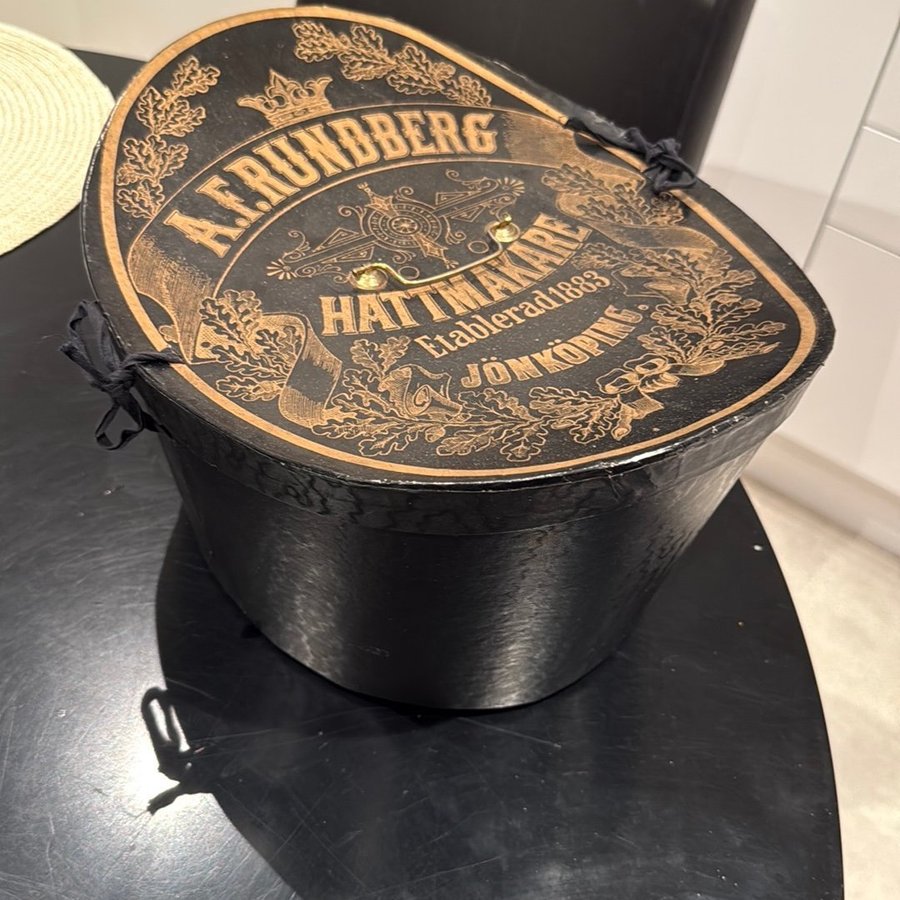 A.F.RUNDBERG
HATTMAKARE
Etablerad 1883
JÖNKÖPING